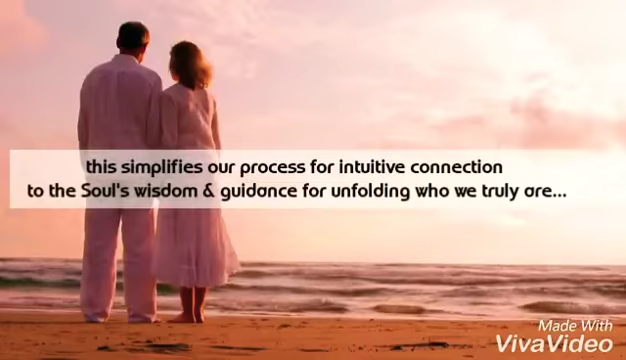 this simplifies our process for intuitive connection
to the Soul's wisdom & guidance for unfolding who we truly are...
Made With
VivaVideo